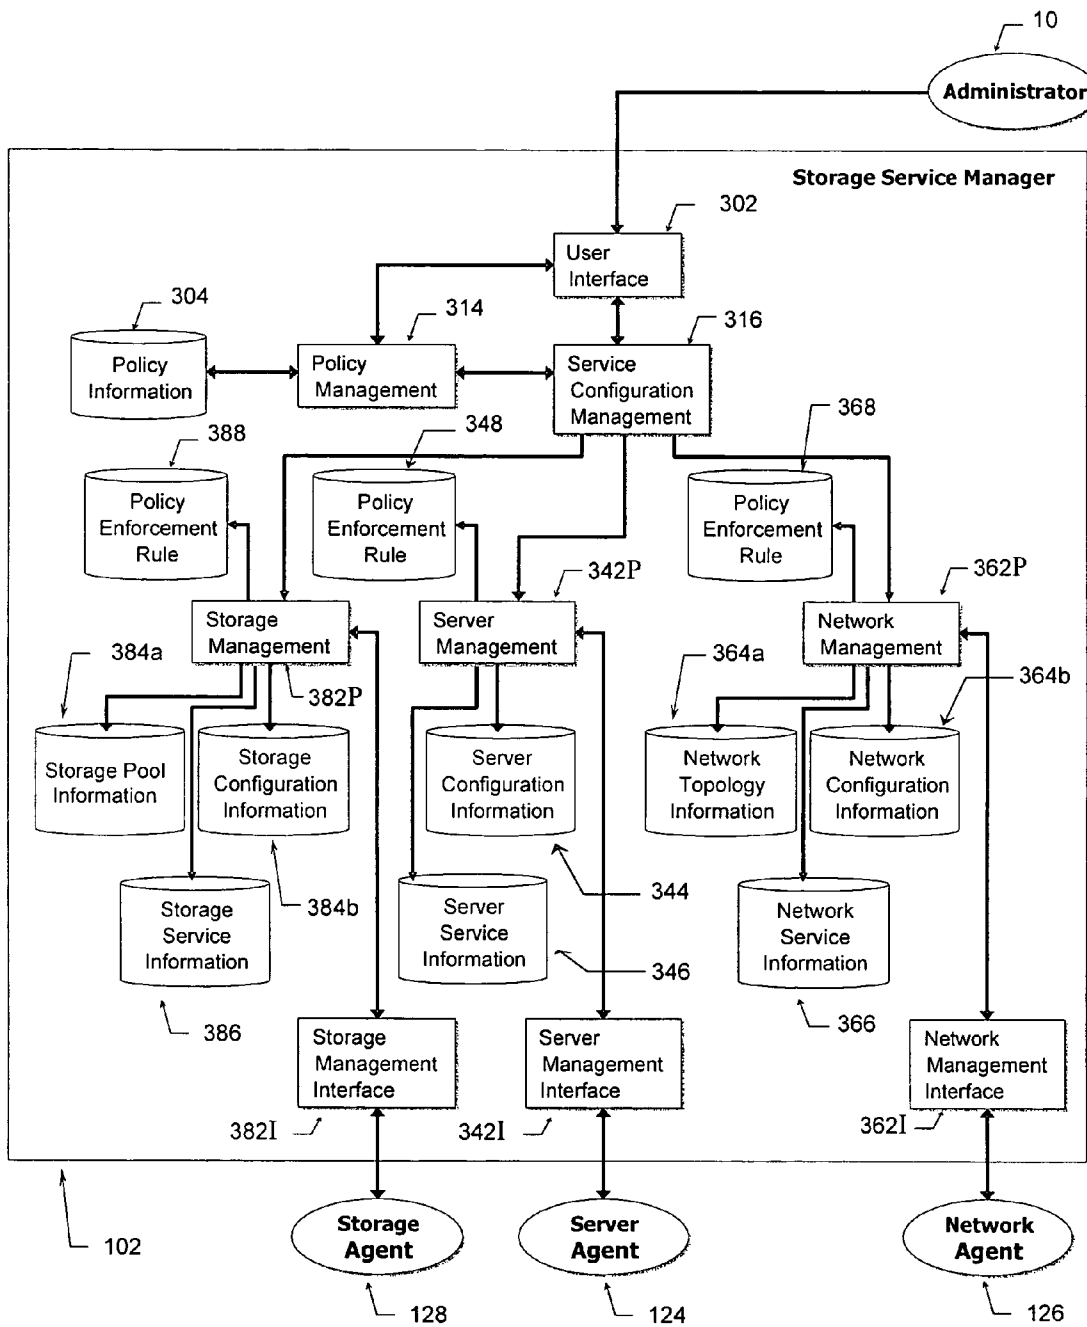 10
Administrator
Storage Service Manager
302
User
Interface
304
314
316
Policy
Information
Policy
Management
Service
Configuration
Management
388
348
368
Policy
Enforcement
Rule
Policy
Enforcement
Rule
Policy
Enforcement
Rule
342P
362P
Storage
Management
Server
Management
Network
Management
384a
382P
364a
364b
Storage Pool
Information
Storage
Configuration
Information
Server
Configuration
Information
Network
Topology
Information
Network
Configuration
Information
384b
344
Storage
Service
Information
Server
Service
Information
Network
Service
Information
346
386
366
Storage
Management
Interface
Server
Management
Interface
Network
Management
Interface
382I
342I
362I
102
Storage
Agent
Server
Agent
Network
Agent
128
124
126